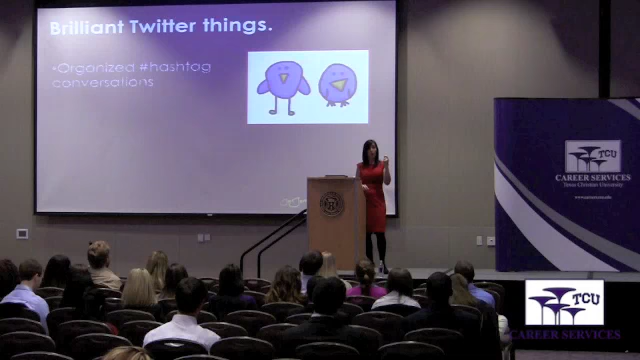 Brilliant Twitter things.
•Organized #hashtag
conversations
TCU
CAREER SERVICES
Texas Christian University
TCU
CAREER SERVICES